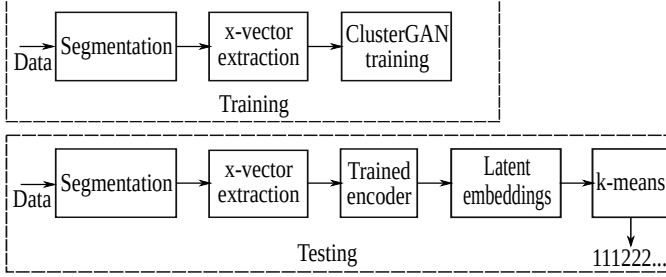 Data
Segmentation
x-vector
extraction
ClusterGAN
training
Training
Data
Segmentation
x-vector
extraction
Trained
encoder
Latent
embeddings
k-means
111222...
Testing